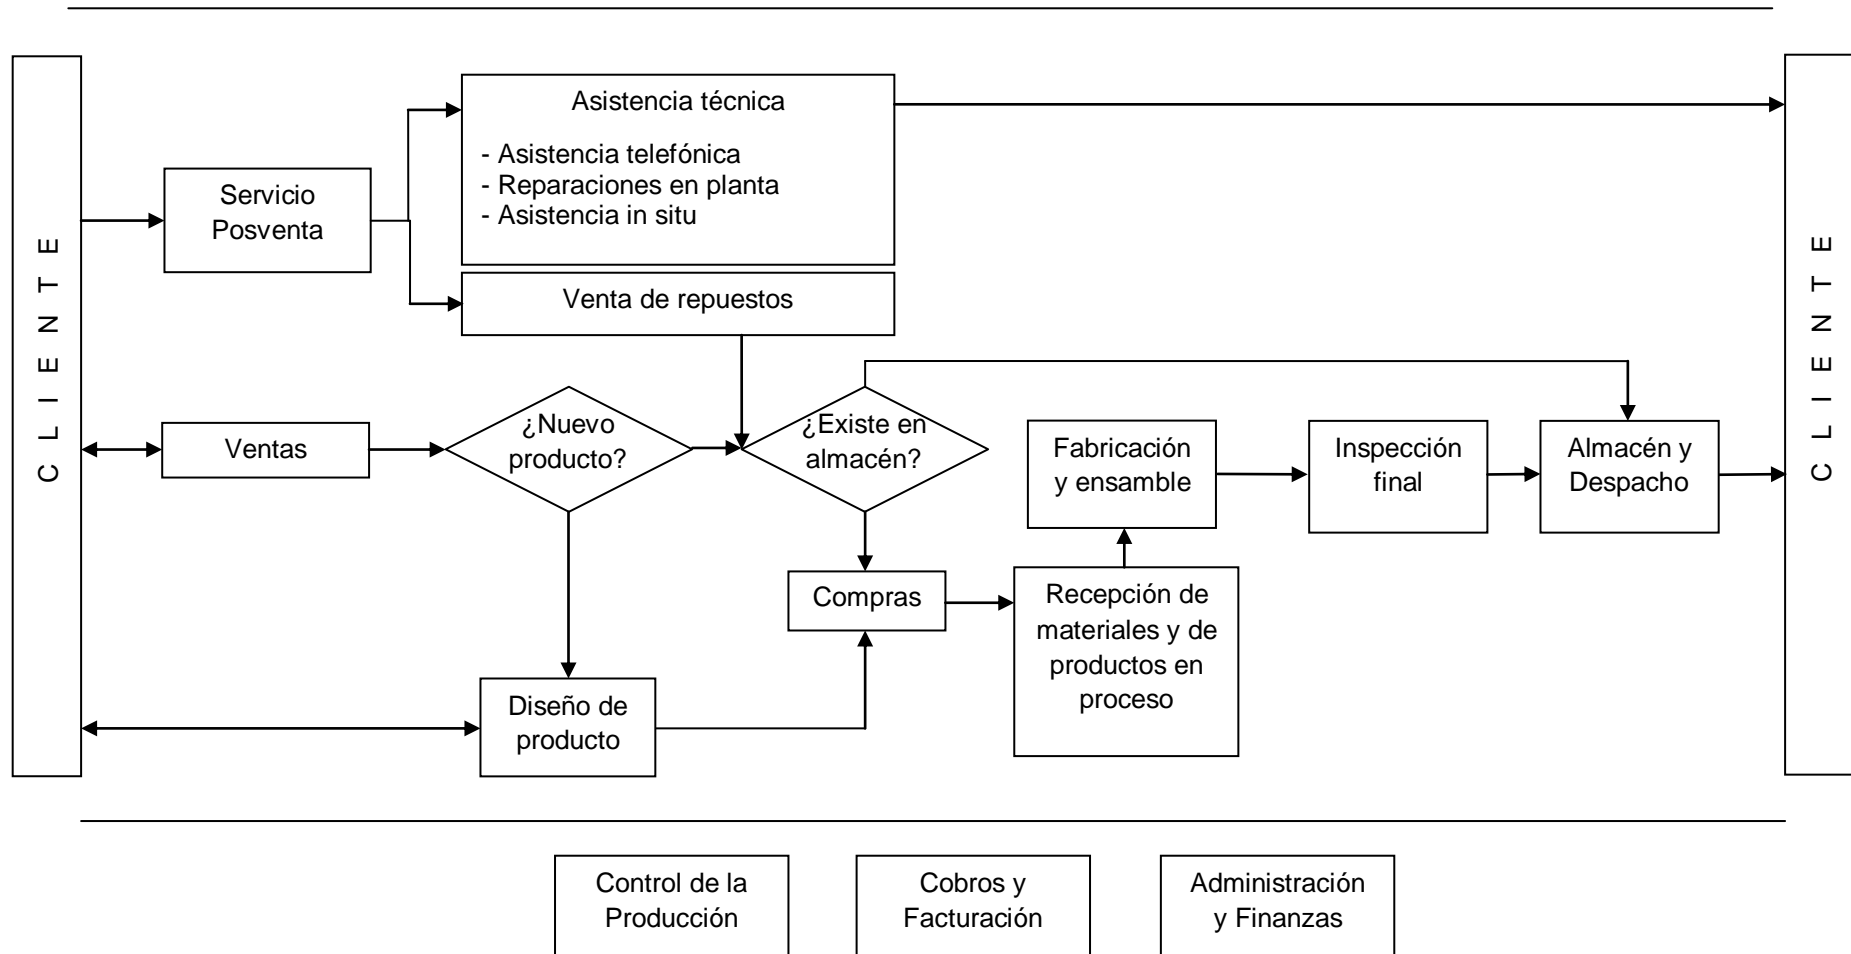 CLIENTE
Servicio
Posventa
Asistencia técnica
- Asistencia telefónica
- Reparaciones en planta
- Asistencia in situ
Venta de repuestos
Ventas
¿Nuevo
producto?
¿Existe en
almacén?
Fabricación
y ensamble
Inspección
final
Almacén y
Despacho
Compras
Recepción de
materiales y de
productos en
proceso
Diseño de
producto
CLIENTE
Control de la
Producción
Cobros y
Facturación
Administración
y Finanzas